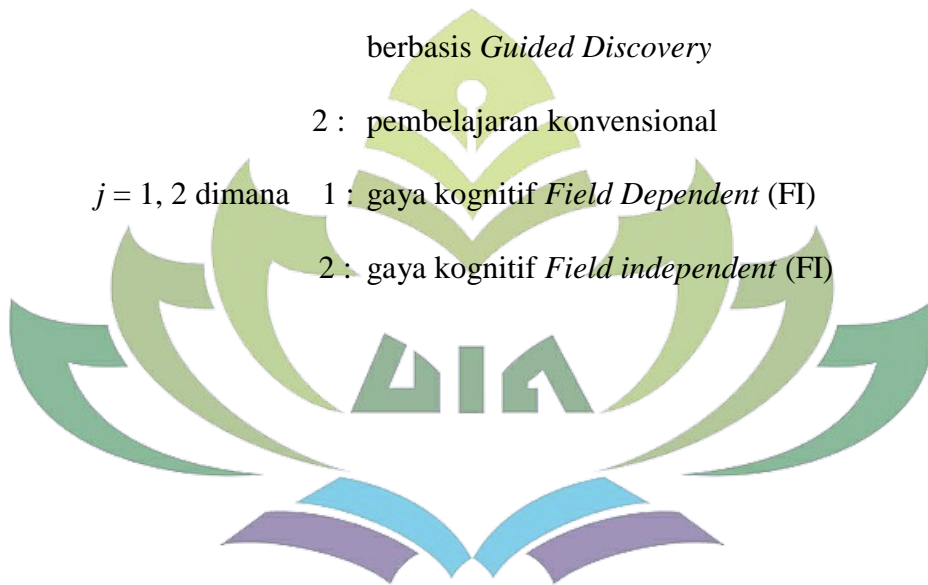 berbasis Guided Discovery
2 : pembelajaran konvensional
j = 1, 2 dimana 1 : gaya kognitif Field Dependent (FI)
2 : gaya kognitif Field independent (FI)
UIN